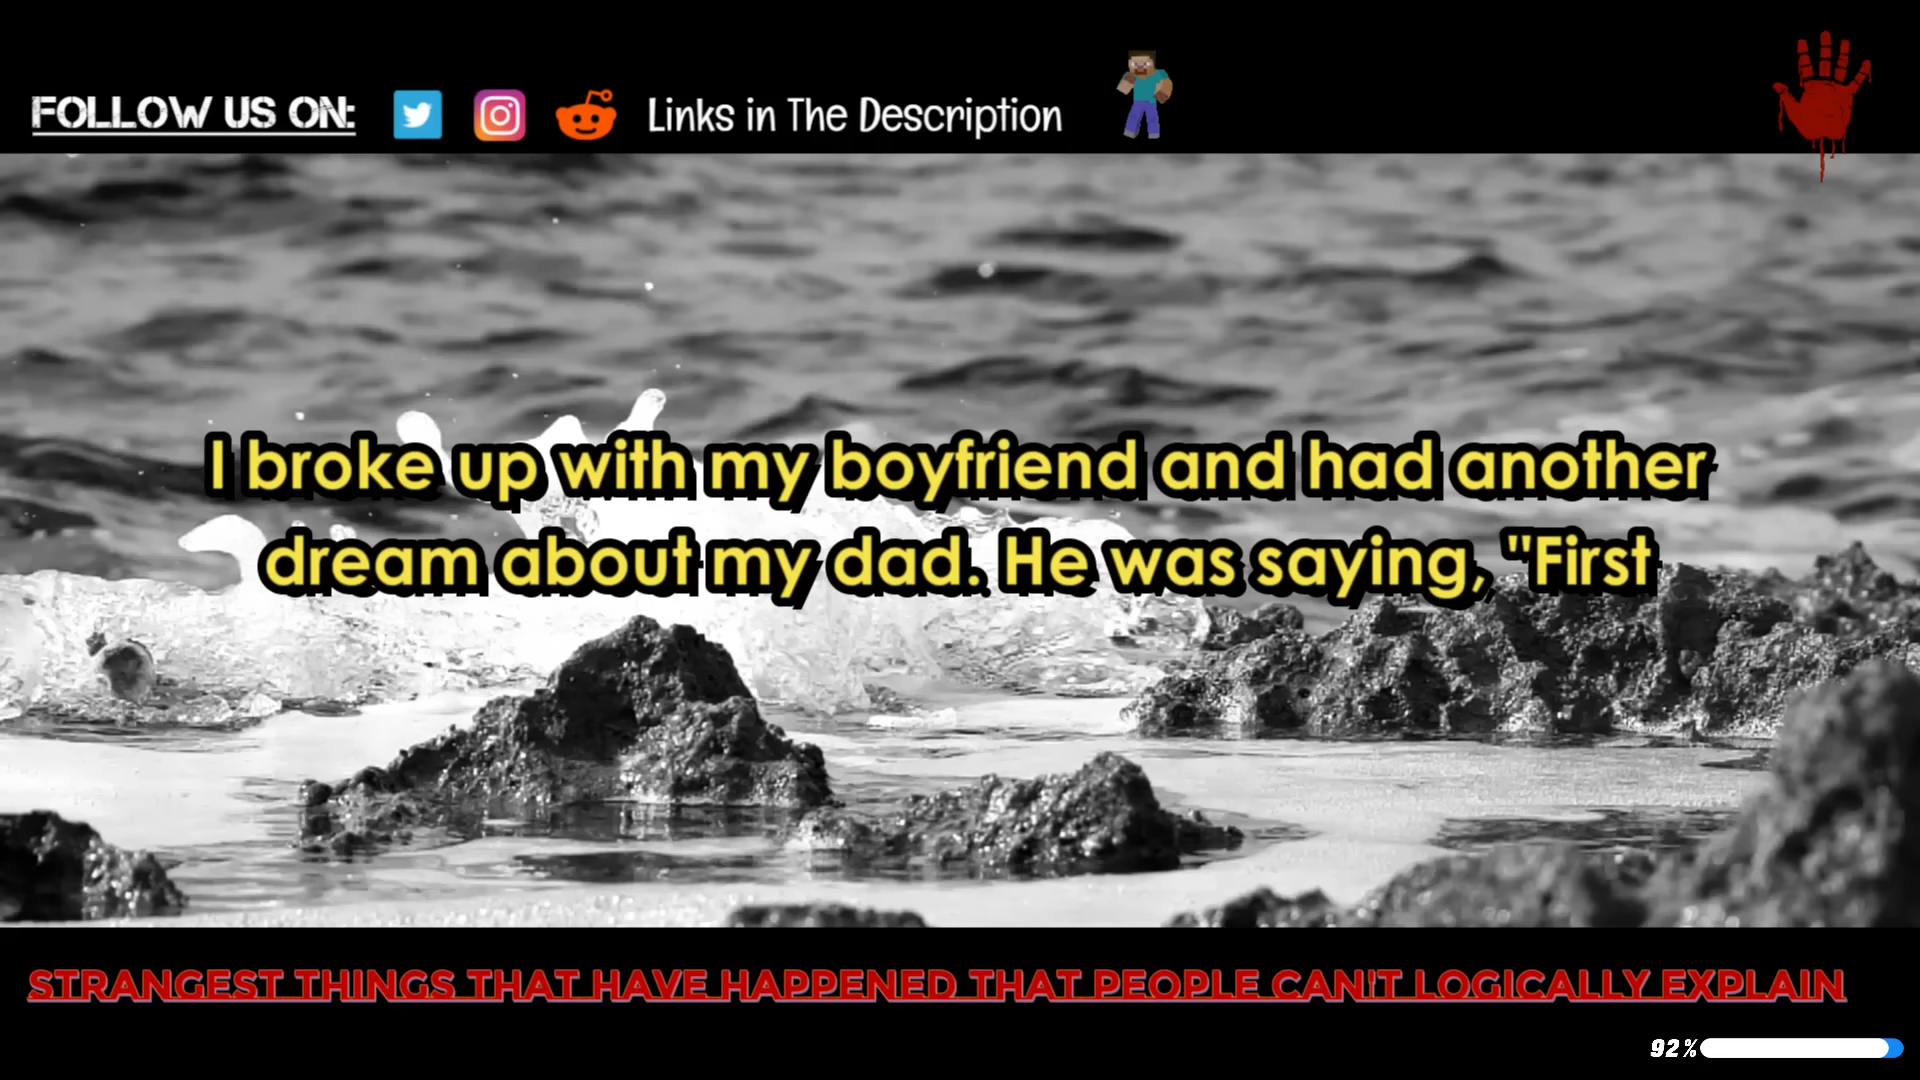 FOLLOW US ON: Links in The Description
I broke up with my boyfriend and had another
dream about my dad. He was saying, "First
STRANGEST THINGS THAT HAVE HAPPENED THAT PEOPLE CAN'T LOGICALLY EXPLAIN
92%